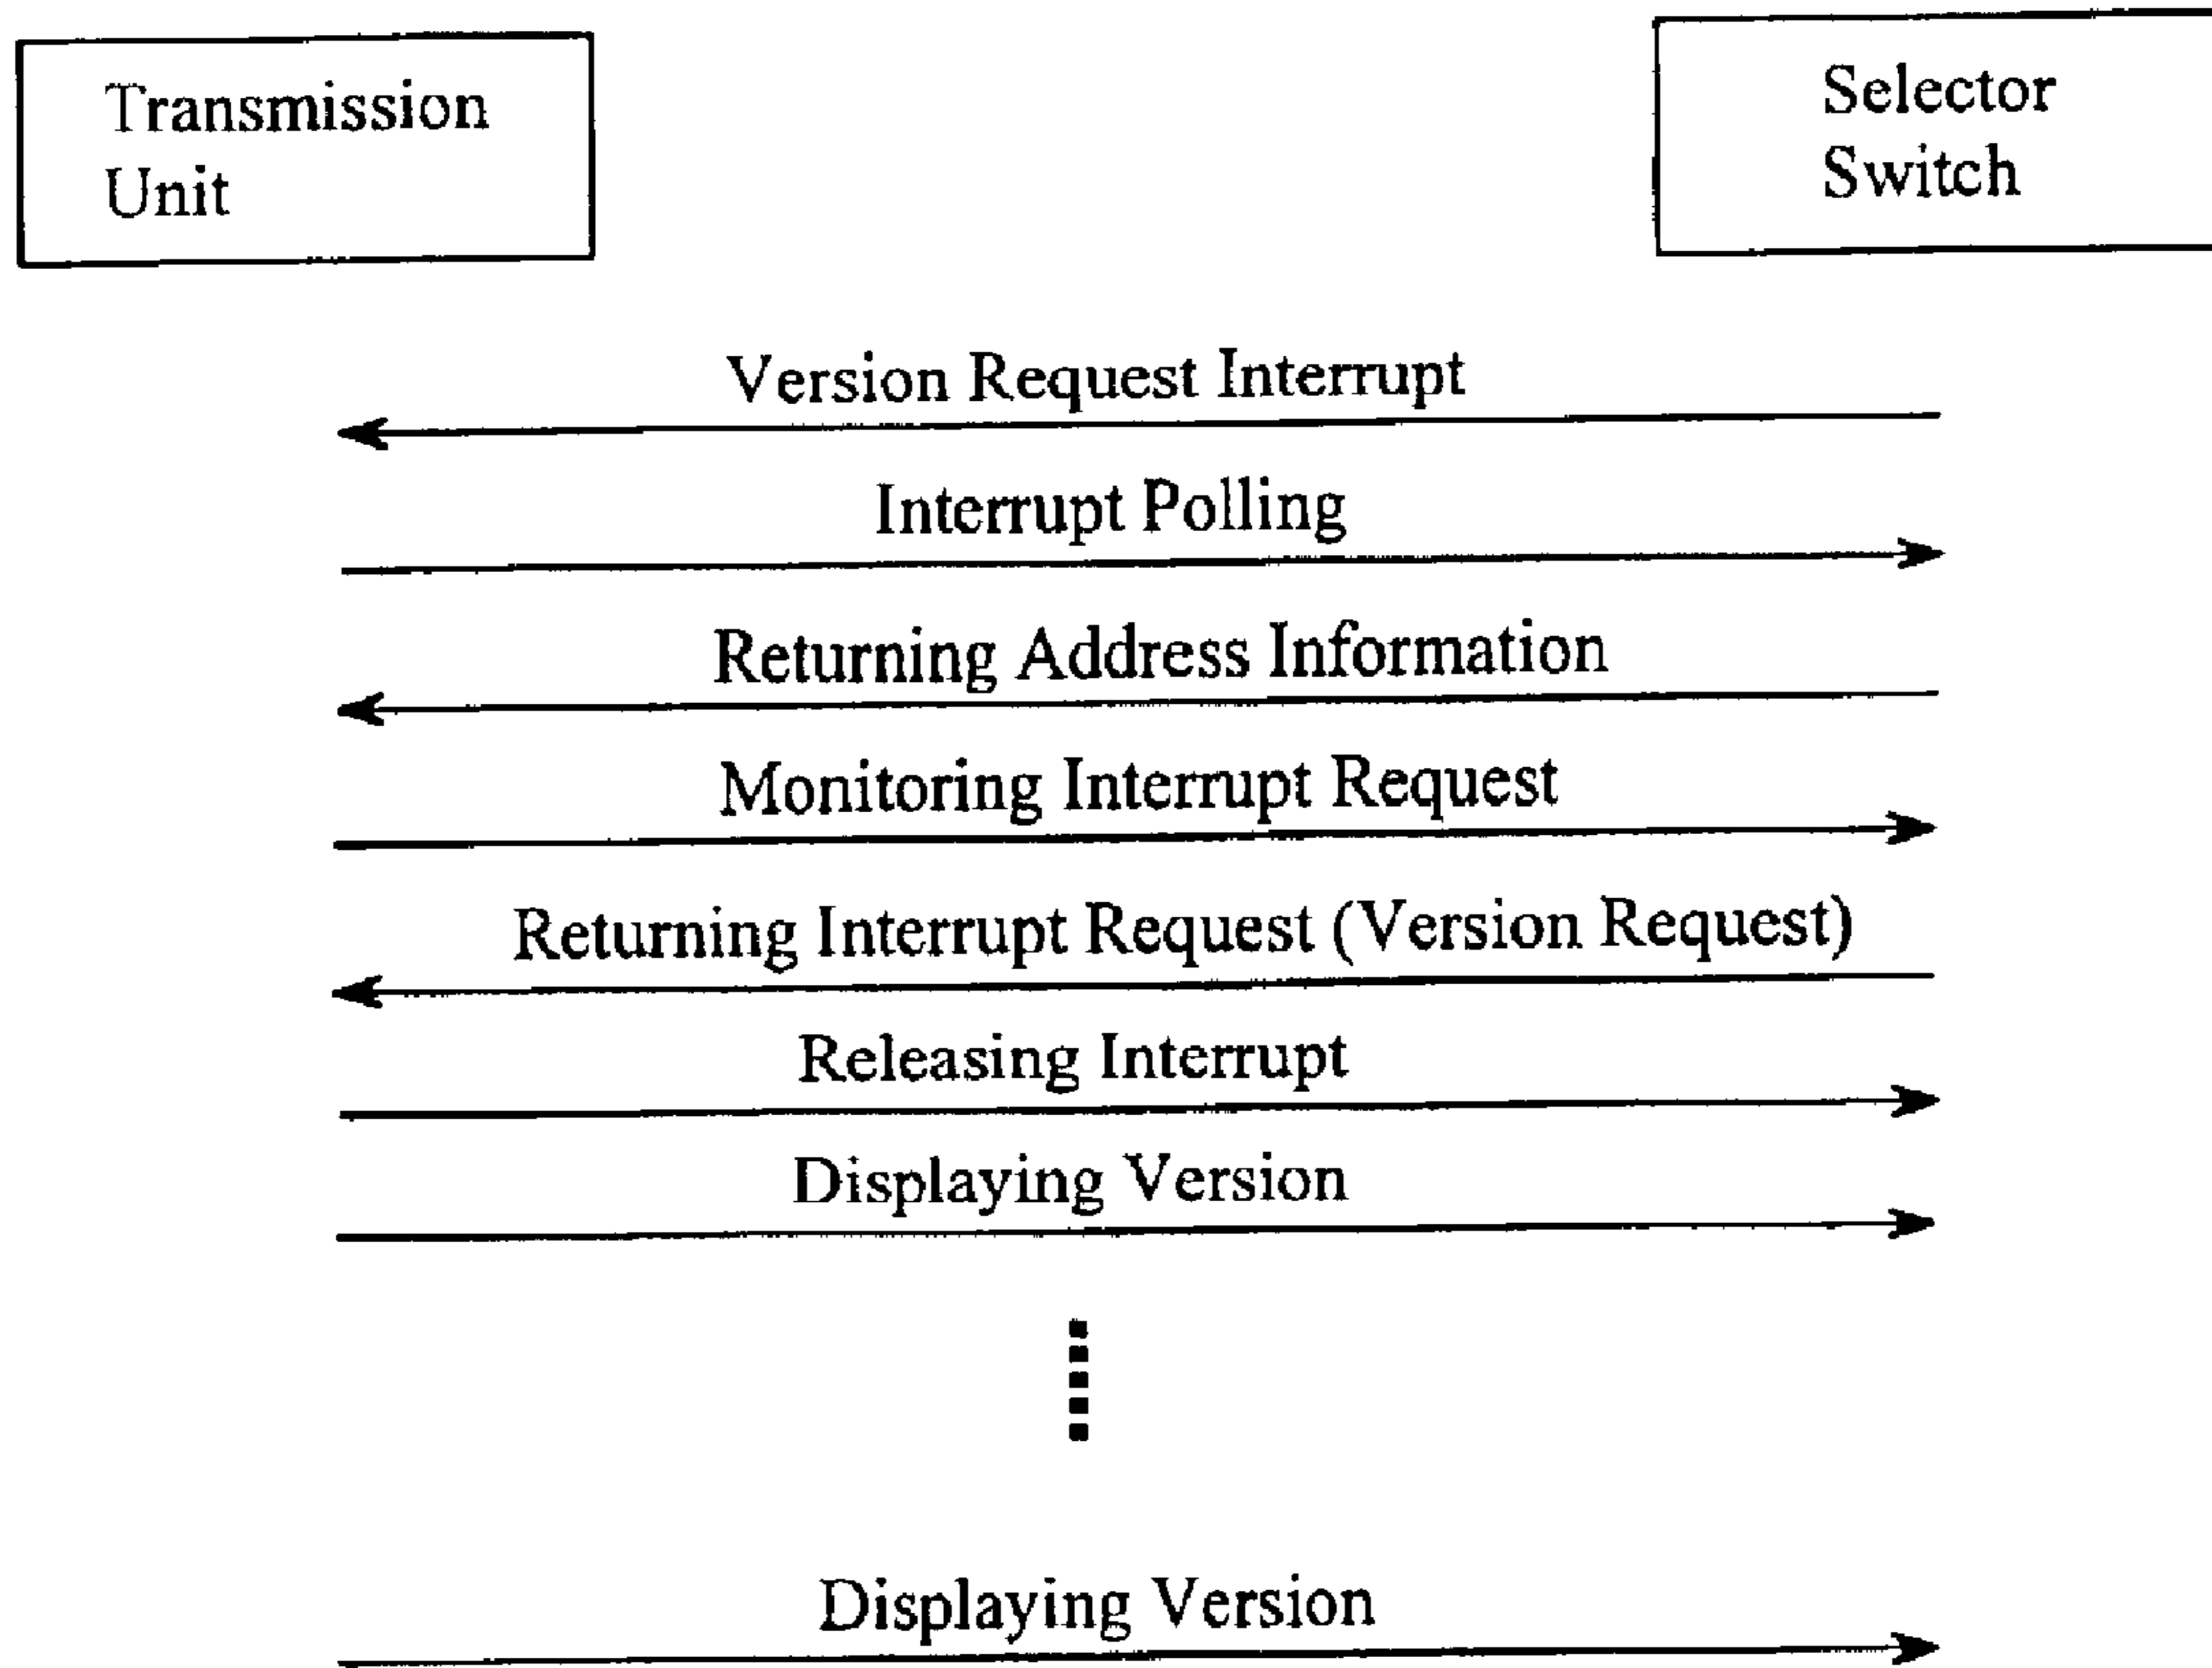 Transmission
Unit
Selector
Switch
Version Request Interrupt
Interrupt Polling
Returning Address Information
Monitoring Interrupt Request
Returning Interrupt Request (Version Request)
Releasing Interrupt
Displaying Version
Displaying Version